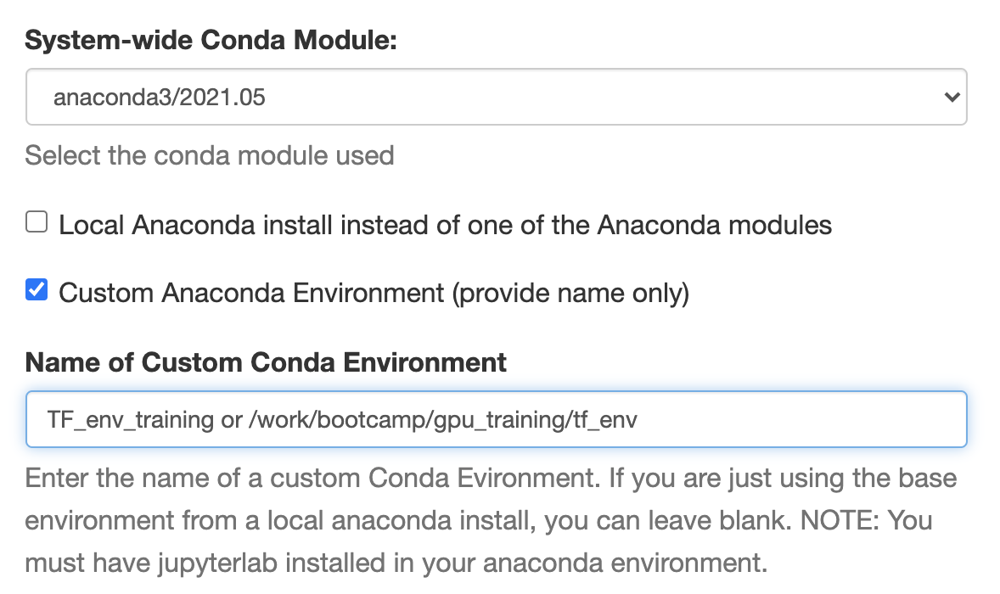 System-wide Conda Module:
anaconda3/2021.05
Select the conda module used
Local Anaconda install instead of one of the Anaconda modules
Custom Anaconda Environment (provide name only)
Name of Custom Conda Environment
TF_env_training or /work/bootcamp/gpu_training/tf_env
Enter the name of a custom Conda Evironment. If you are just using the base
environment from a local anaconda install, you can leave blank. NOTE: You
must have jupyterlab installed in your anaconda environment.